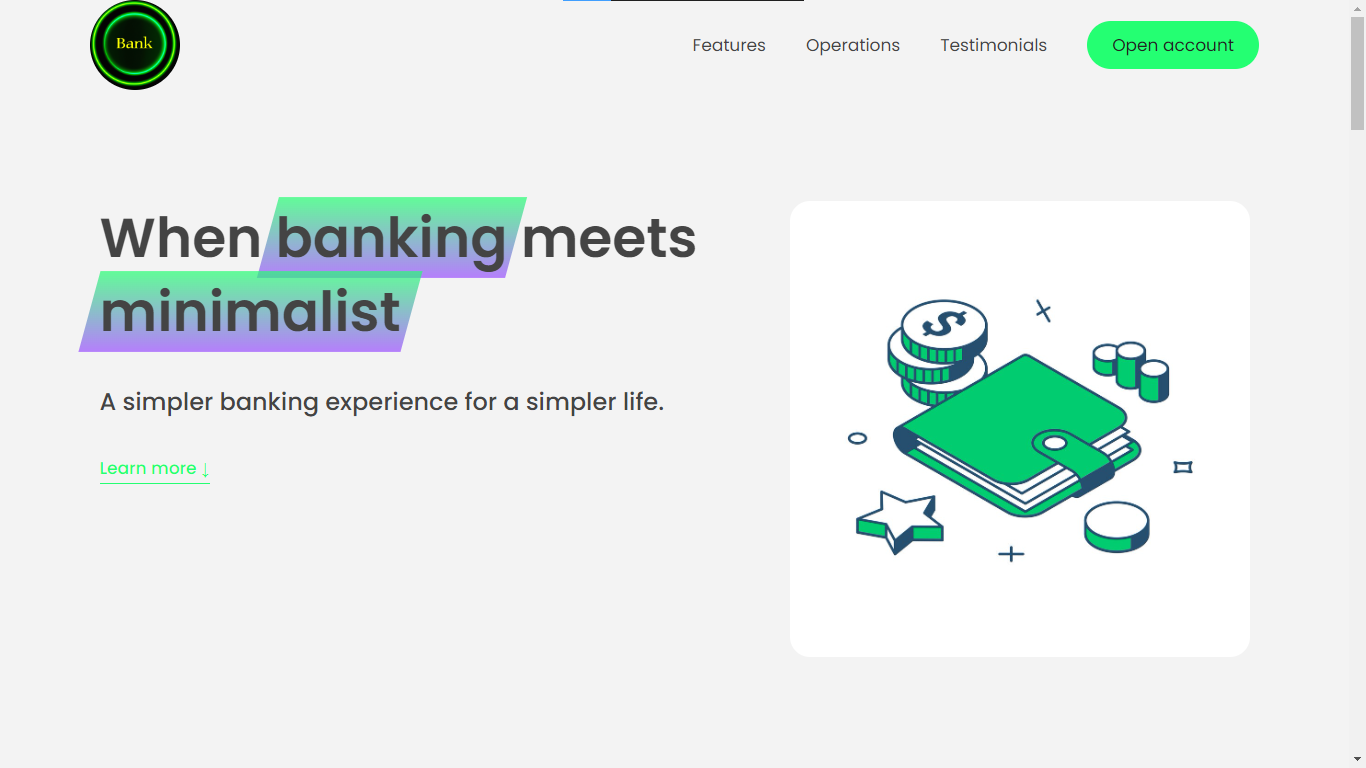 Bank
Features Operations Testimonials Open account
When banking meets
minimalist
A simpler banking experience for a simpler life.
Learn more ↓
$